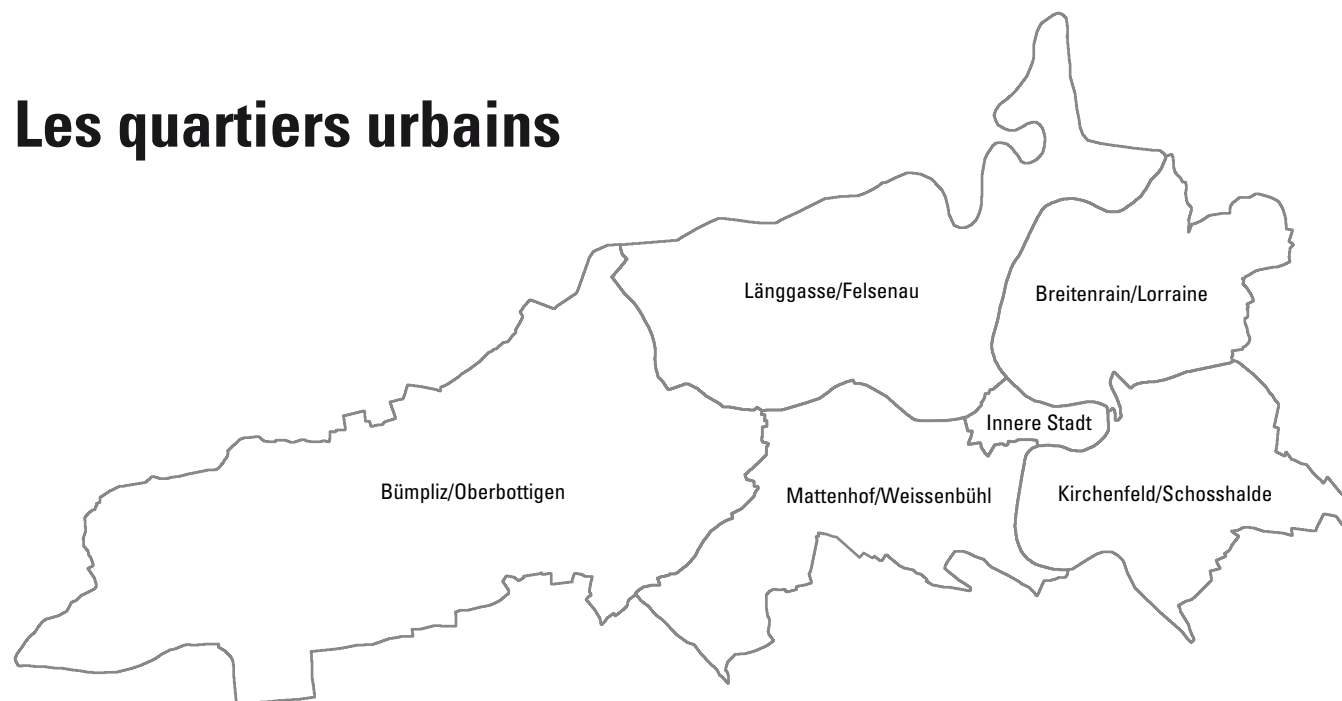 Les quartiers urbains
Länggasse/Felsenau
Breitenrain/Lorraine
Innere Stadt
Bümpliz/Oberbottigen
Mattenhof/Weissenbühl
Kirchenfeld/Schosshalde